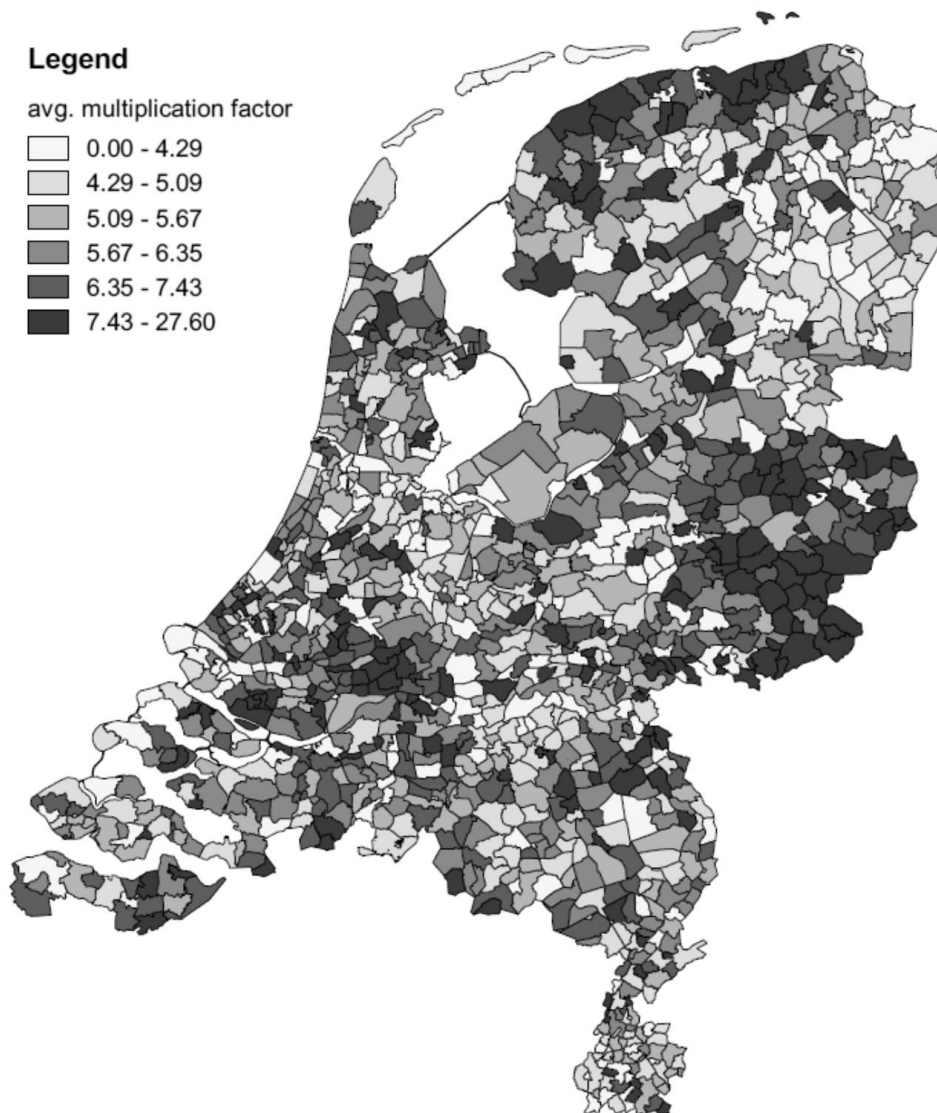 Legend
avg. multiplication factor
0.00 - 4.29
4.29 - 5.09
5.09 - 5.67
5.67 - 6.35
6.35 - 7.43
7.43 - 27.60